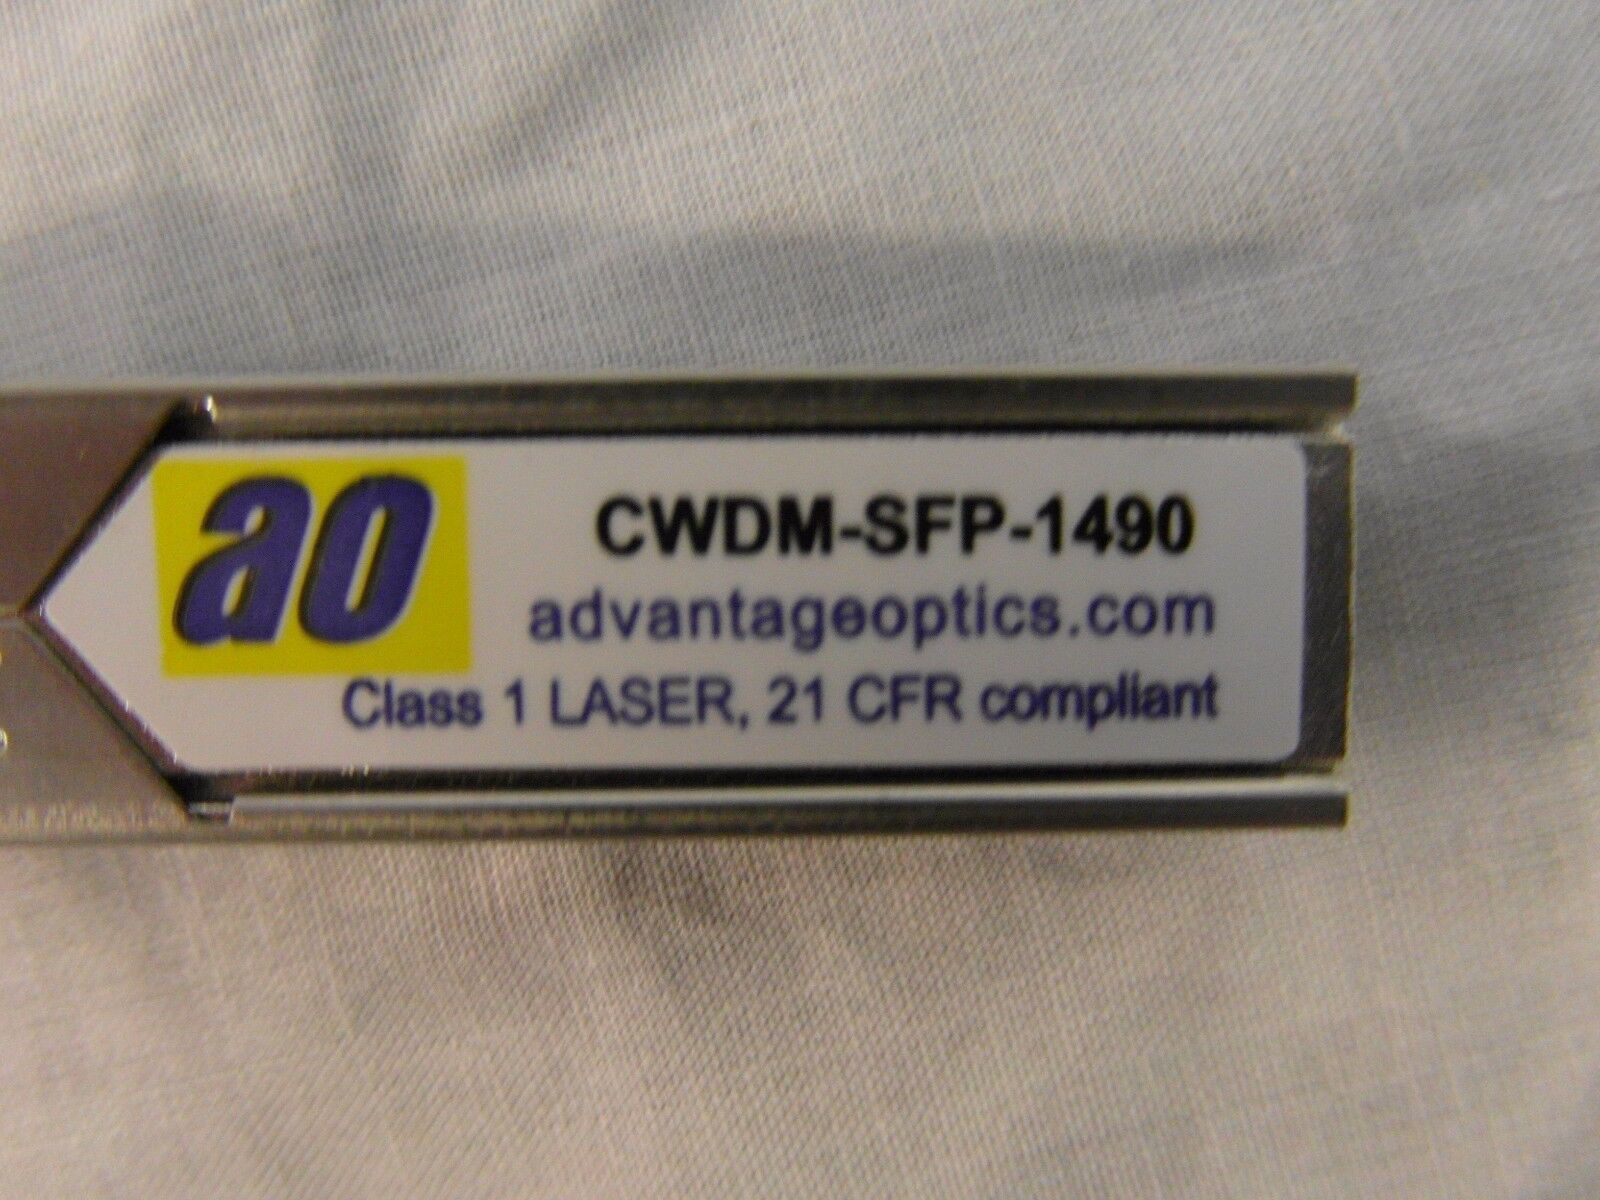 ao
CWDM-SFP-1490
advantageoptics.com
Class 1 LASER, 21 CFR compliant